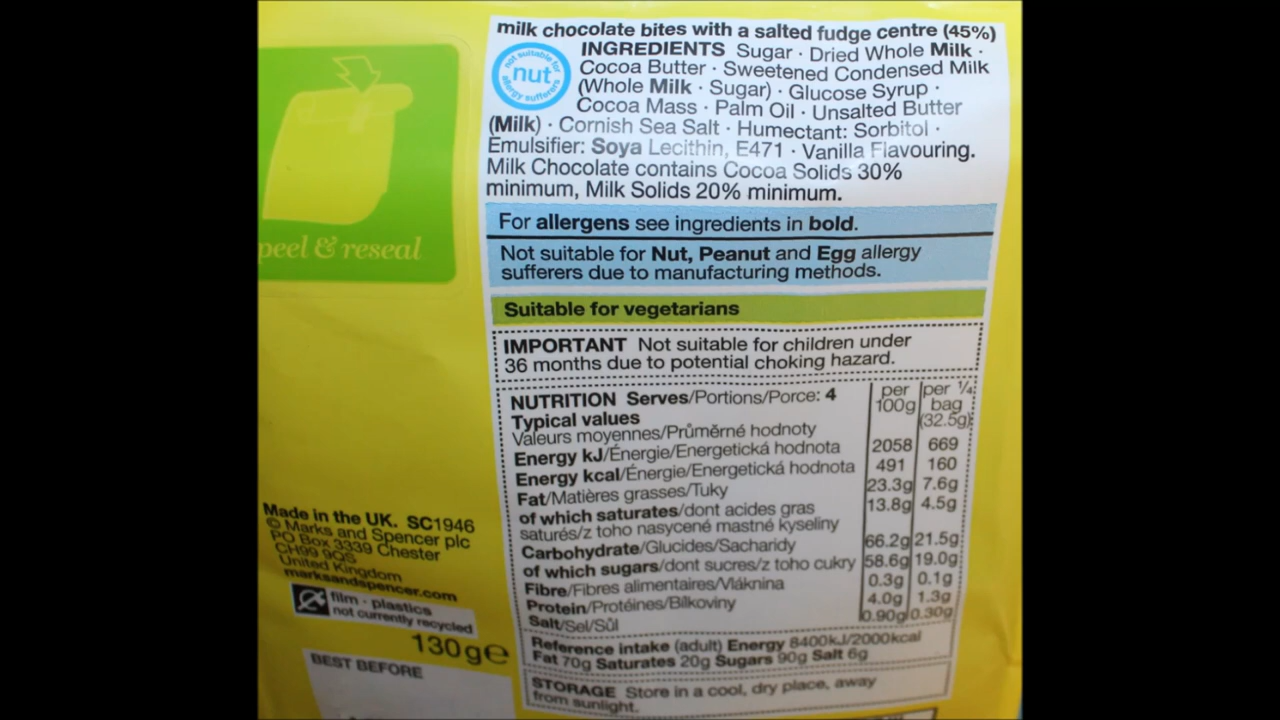 milk chocolate bites with a salted fudge centre (45%)
not suitable for
nut
allergy sufferers
INGREDIENTS Sugar · Dried Whole Milk ·
Cocoa Butter · Sweetened Condensed Milk
(Whole Milk · Sugar) · Glucose Syrup ·
Cocoa Mass · Palm Oil · Unsalted Butter
(Milk) · Cornish Sea Salt · Humectant: Sorbitol ·
Emulsifier: Soya Lecithin, E471 · Vanilla Flavouring.
Milk Chocolate contains Cocoa Solids 30%
minimum, Milk Solids 20% minimum.
For allergens see ingredients in bold.
Not suitable for Nut, Peanut and Egg allergy
sufferers due to manufacturing methods.
Suitable for vegetarians
IMPORTANT Not suitable for children under
36 months due to potential choking hazard.
NUTRITION Serves/Portions/Porce: 4 per 100g per ¼ bag (32.5g)
Typical values
Valeurs moyennes/Průměrné hodnoty
Energy kJ/Énergie/Energetická hodnota 2058 669
Energy kcal/Énergie/Energetická hodnota 491 160
Fat/Matières grasses/Tuky 23.3g 7.6g
of which saturates/dont acides gras 13.8g 4.5g
saturés/z toho nasycené mastné kyseliny
Carbohydrate/Glucides/Sacharidy 66.2g 21.5g
of which sugars/dont sucres/z toho cukry 58.6g 19.0g
Fibre/Fibres alimentaires/Vláknina 0.3g 0.1g
Protein/Protéines/Bílkoviny 4.0g 1.3g
Salt/Sel/Sůl 0.90g 0.30g
Reference intake (adult) Energy 8400kJ/2000kcal
Fat 70g Saturates 20g Sugars 90g Salt 6g
STORAGE Store in a cool, dry place, away
from sunlight.
peel & reseal
Made in the UK. SC1946
© Marks and Spencer plc
PO Box 3339 Chester
CH99 9QS
United Kingdom
marksandspencer.com
film - plastics
not currently recycled
130g e
BEST BEFORE